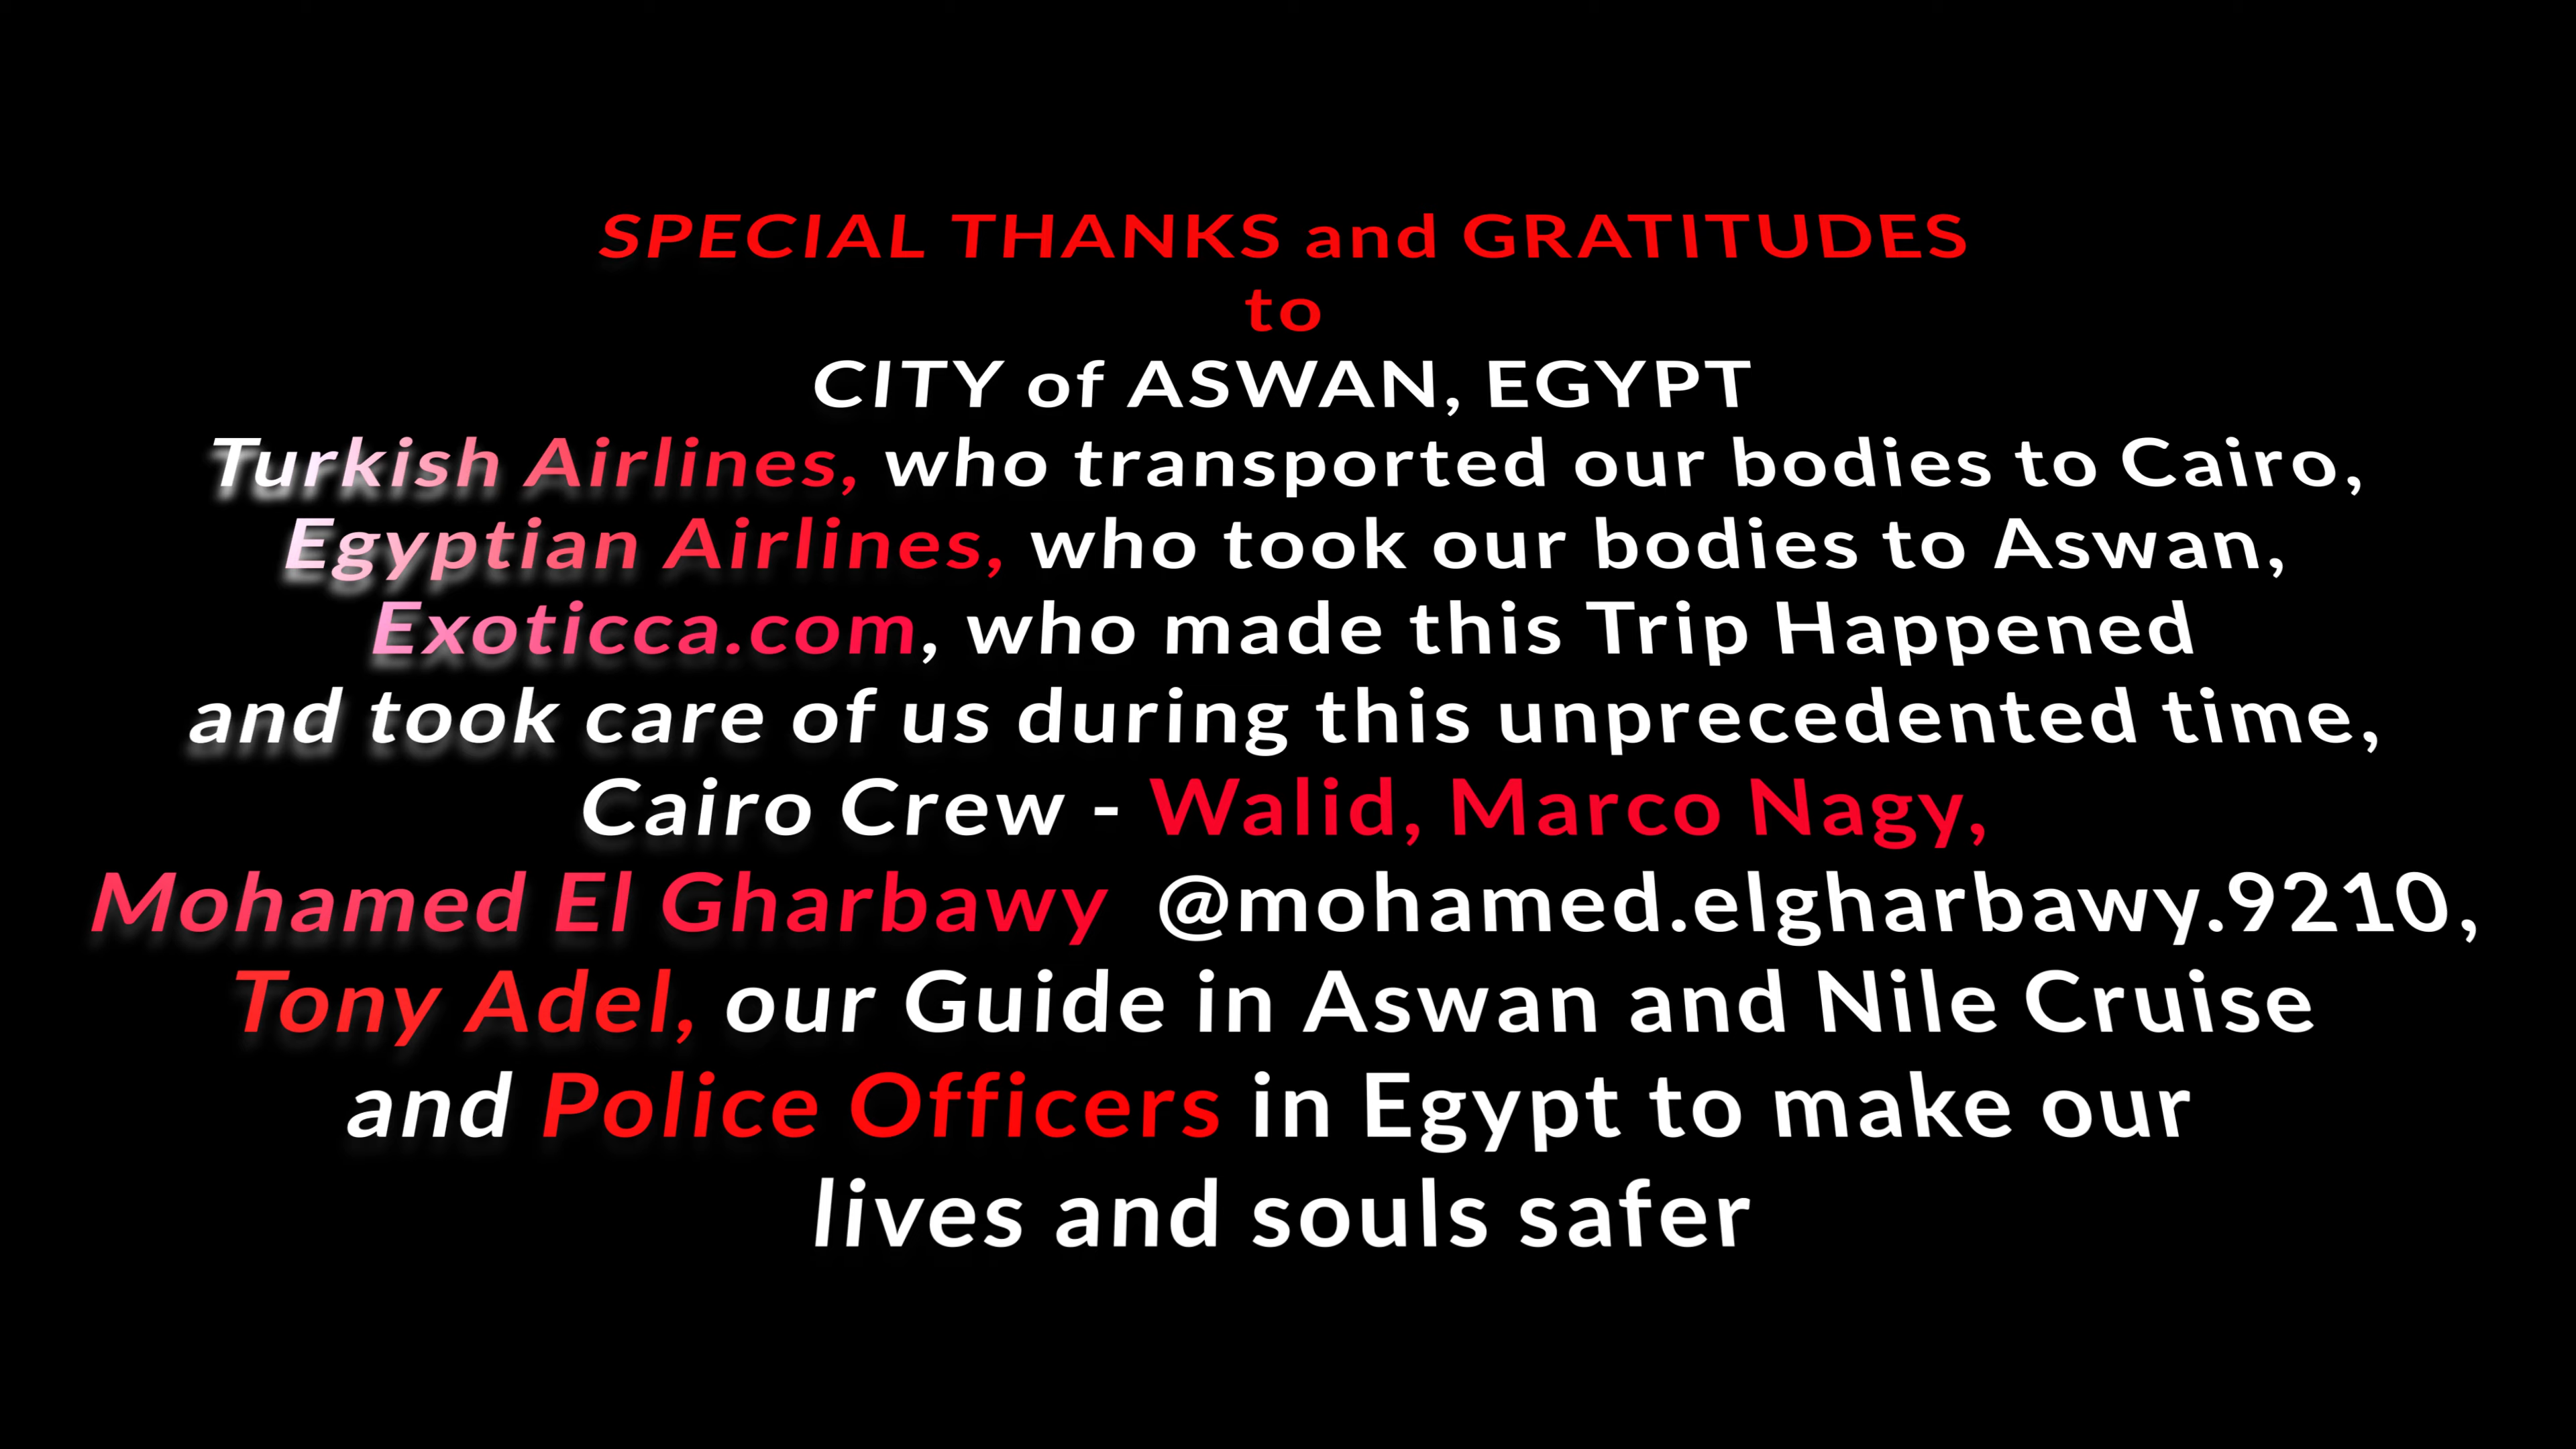 SPECIAL THANKS and GRATITUDES
to
CITY of ASWAN, EGYPT
Turkish Airlines, who transported our bodies to Cairo,
Egyptian Airlines, who took our bodies to Aswan,
Exoticca.com, who made this Trip Happened
and took care of us during this unprecedented time,
Cairo Crew - Walid, Marco Nagy,
Mohamed El Gharbawy @mohamed.elgharbawy.9210,
Tony Adel, our Guide in Aswan and Nile Cruise
and Police Officers in Egypt to make our
lives and souls safer